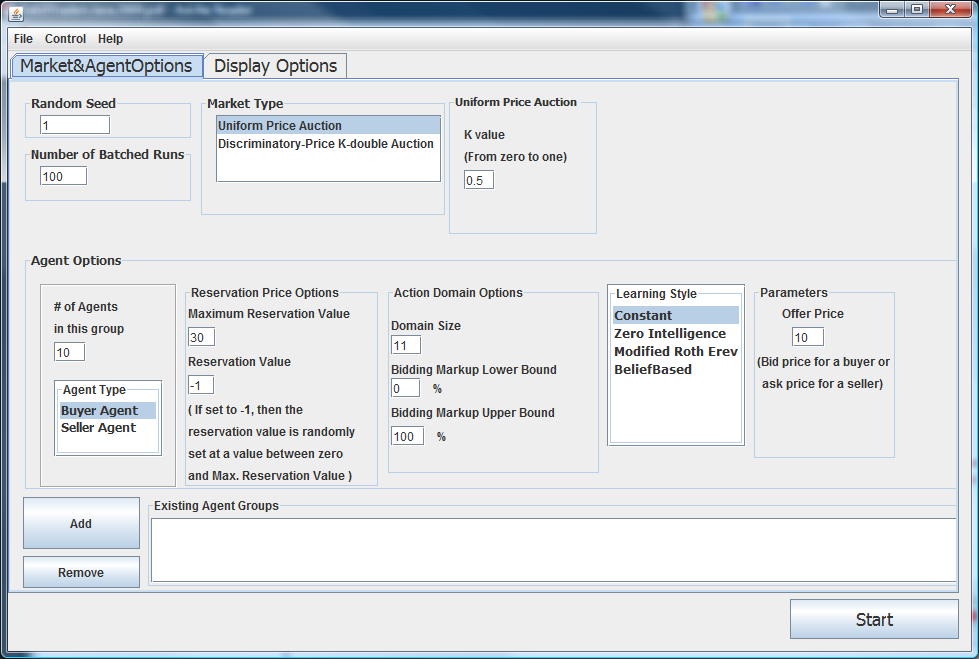 File Control Help
Market&AgentOptions
Display Options
Random Seed
1
Number of Batched Runs
100
Market Type
Uniform Price Auction
Discriminatory-Price K-double Auction
Uniform Price Auction
K value
(From zero to one)
0.5
Agent Options
# of Agents
in this group
10
Agent Type
Buyer Agent
Seller Agent
Reservation Price Options
Maximum Reservation Value
30
Reservation Value
-1
( If set to -1, then the
reservation value is randomly
set at a value between zero
and Max. Reservation Value )
Action Domain Options
Domain Size
11
Bidding Markup Lower Bound
0 %
Bidding Markup Upper Bound
100 %
Learning Style
Constant
Zero Intelligence
Modified Roth Erev
BeliefBased
Parameters
Offer Price
10
(Bid price for a buyer or
ask price for a seller)
Add
Remove
Existing Agent Groups
Start